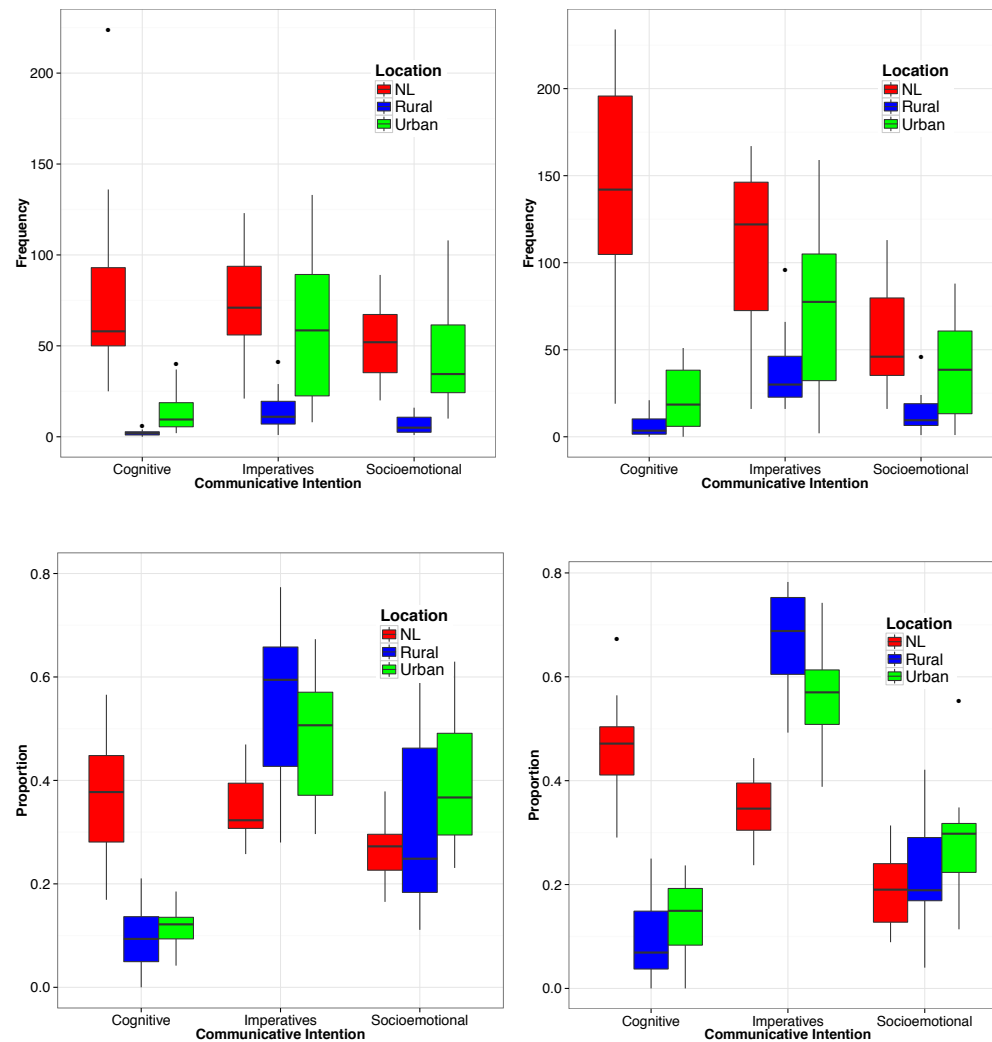 Location
NL
Rural
Urban
200
150
100
50
0
Frequency
Cognitive Imperatives Socioemotional
Communicative Intention
Location
NL
Rural
Urban
200
150
100
50
0
Frequency
Cognitive Imperatives Socioemotional
Communicative Intention
Location
NL
Rural
Urban
0.8
0.6
0.4
0.2
0.0
Proportion
Cognitive Imperatives Socioemotional
Communicative Intention
Location
NL
Rural
Urban
0.8
0.6
0.4
0.2
0.0
Proportion
Cognitive Imperatives Socioemotional
Communicative Intention